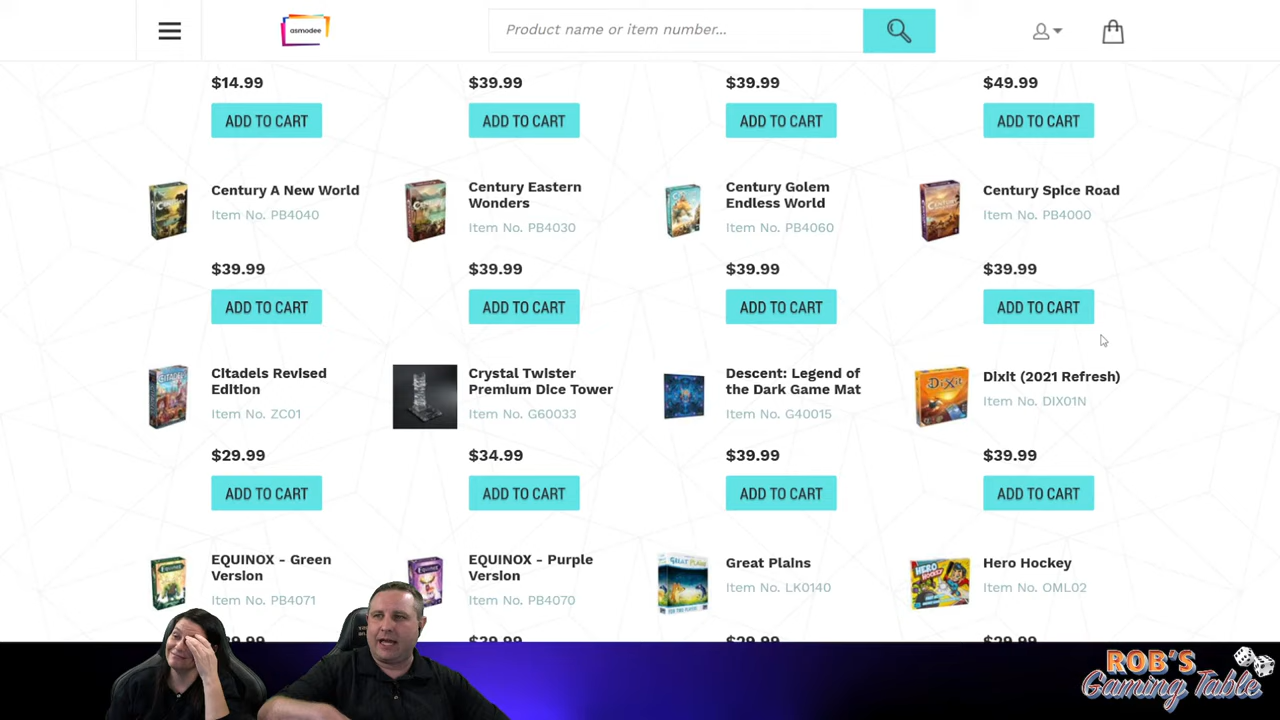 asmodee
Product name or item number...
$14.99
$39.99
$39.99
$49.99
ADD TO CART
ADD TO CART
ADD TO CART
ADD TO CART
Century A New World
Item No. PB4040
$39.99
ADD TO CART
Century Eastern
Wonders
Item No. PB4030
$39.99
ADD TO CART
Century Golem
Endless World
Item No. PB4060
$39.99
ADD TO CART
Century Spice Road
Item No. PB4000
$39.99
ADD TO CART
Citadels Revised
Edition
Item No. ZC01
$29.99
ADD TO CART
Crystal Twister
Premium Dice Tower
Item No. G60033
$34.99
ADD TO CART
Descent: Legend of
the Dark Game Mat
Item No. G40015
$39.99
ADD TO CART
DiXiT
Dixit (2021 Refresh)
Item No. DIX01N
$39.99
ADD TO CART
EQUINOX - Green
Version
Item No. PB4071
EQUINOX - Purple
Version
Item No. PB4070
GREAT PLAINS
Great Plains
Item No. LK0140
HERO
HOCKEY
Hero Hockey
Item No. OML02
ROB'S
Gaming Table